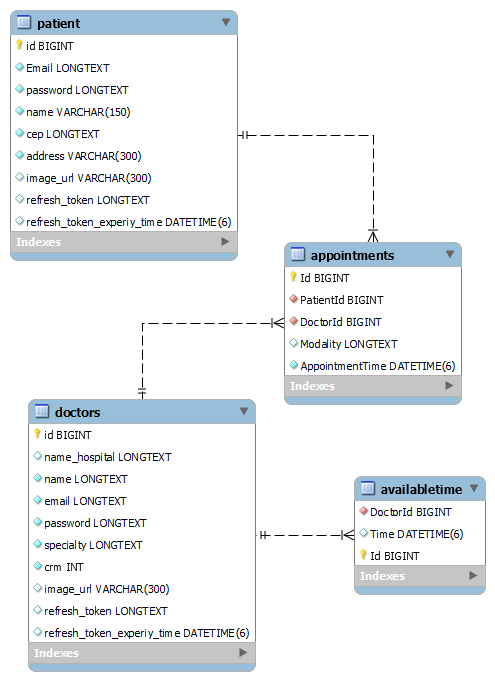 patient
id BIGINT
Email LONGTEXT
password LONGTEXT
name VARCHAR(150)
cep LONGTEXT
address VARCHAR(300)
image_url VARCHAR(300)
refresh_token LONGTEXT
refresh_token_experiy_time DATETIME(6)
Indexes
appointments
Id BIGINT
PatientId BIGINT
DoctorId BIGINT
Modality LONGTEXT
AppointmentTime DATETIME(6)
Indexes
doctors
id BIGINT
name_hospital LONGTEXT
name LONGTEXT
email LONGTEXT
password LONGTEXT
specialty LONGTEXT
crm INT
image_url VARCHAR(300)
refresh_token LONGTEXT
refresh_token_experiy_time DATETIME(6)
Indexes
availabletime
DoctorId BIGINT
Time DATETIME(6)
Id BIGINT
Indexes